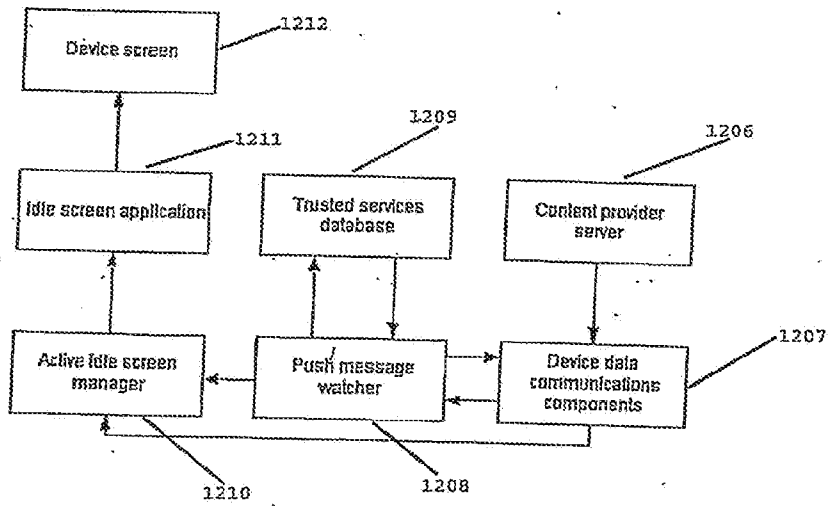 Device screen
1212
1211
1209
1206
Idle screen application
Trusted services
database
Content provider
server
1207
Active Idle screen
manager
Push message
watcher
Device data
communications
components
1210
1208